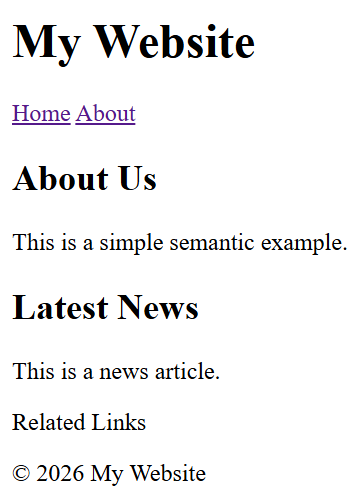 My Website
Home About
About Us
This is a simple semantic example.
Latest News
This is a news article.
Related Links
© 2026 My Website